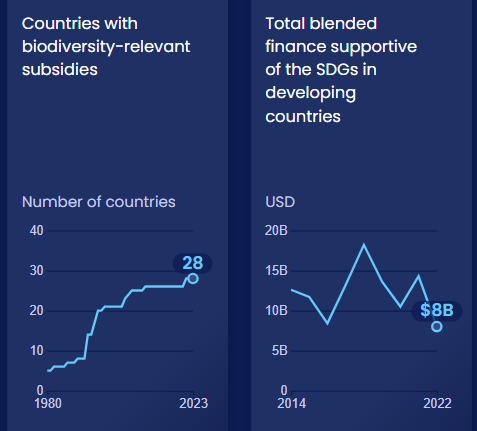 Countries with
biodiversity-relevant
subsidies
Number of countries
40
30
28
20
10
0
1980 2023
Total blended
finance supportive
of the SDGs in
developing
countries
USD
20B
15B
10B
$8B
5B
0
2014 2022